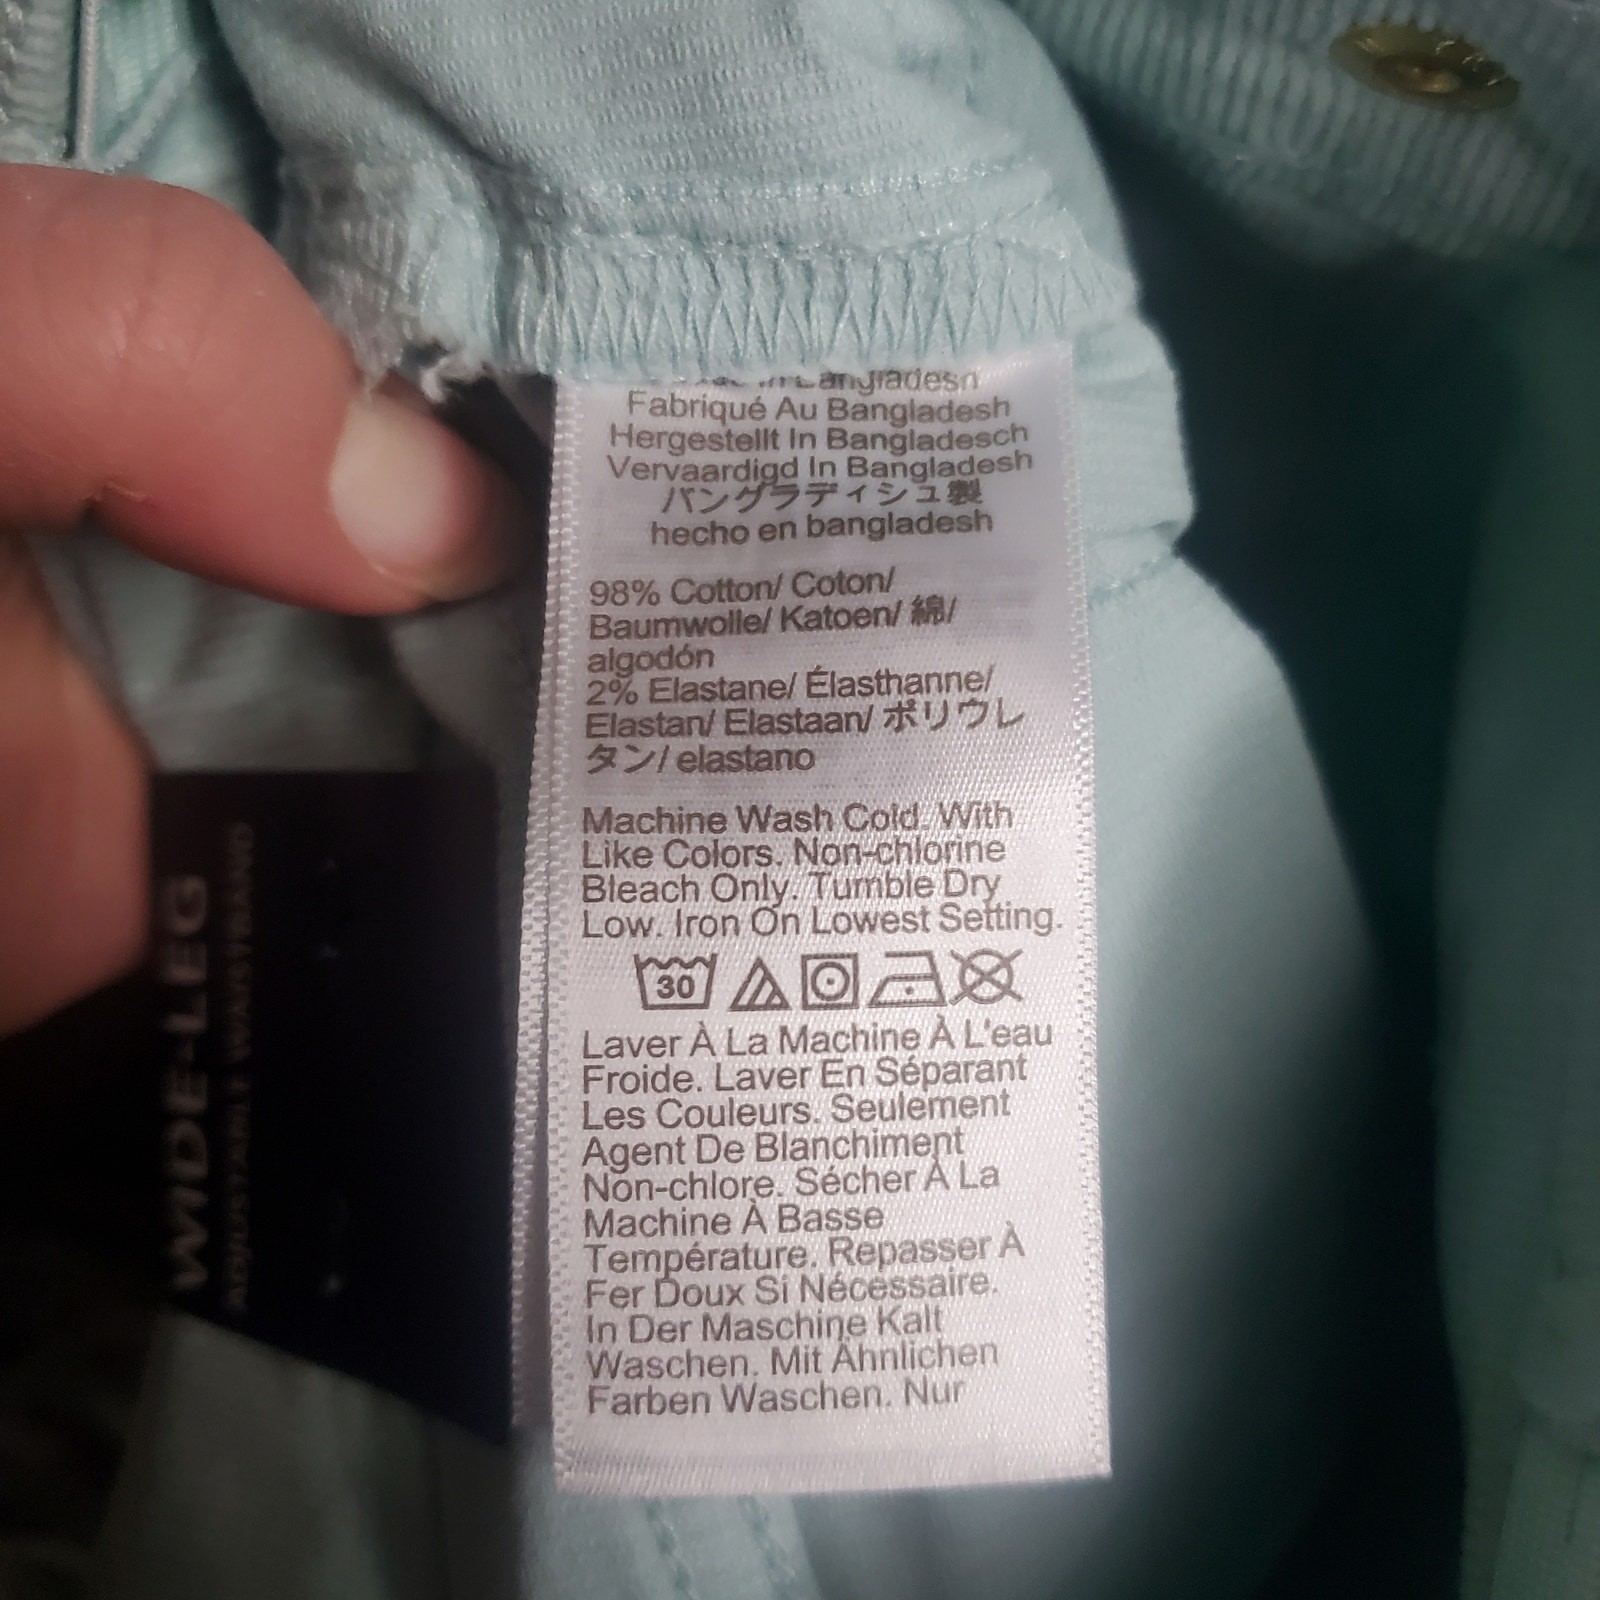 Made In Bangladesh
Fabriqué Au Bangladesh
Hergestellt In Bangladesch
Vervaardigd In Bangladesh
バングラディシュ製
hecho en bangladesh
98% Cotton/ Coton/
Baumwolle/ Katoen/ 綿/
algodón
2% Elastane/ Élasthanne/
Elastan/ Elastaan/ ポリウレ
タン/ elastano
Machine Wash Cold. With
Like Colors. Non-chlorine
Bleach Only. Tumble Dry
Low. Iron On Lowest Setting.
30
Laver À La Machine À L'eau
Froide. Laver En Séparant
Les Couleurs. Seulement
Agent De Blanchiment
Non-chlore. Sécher À La
Machine À Basse
Température. Repasser À
Fer Doux Si Nécessaire.
In Der Maschine Kalt
Waschen. Mit Ähnlichen
Farben Waschen. Nur
WIDE-LEG
ADJUSTABLE WAISTBAND